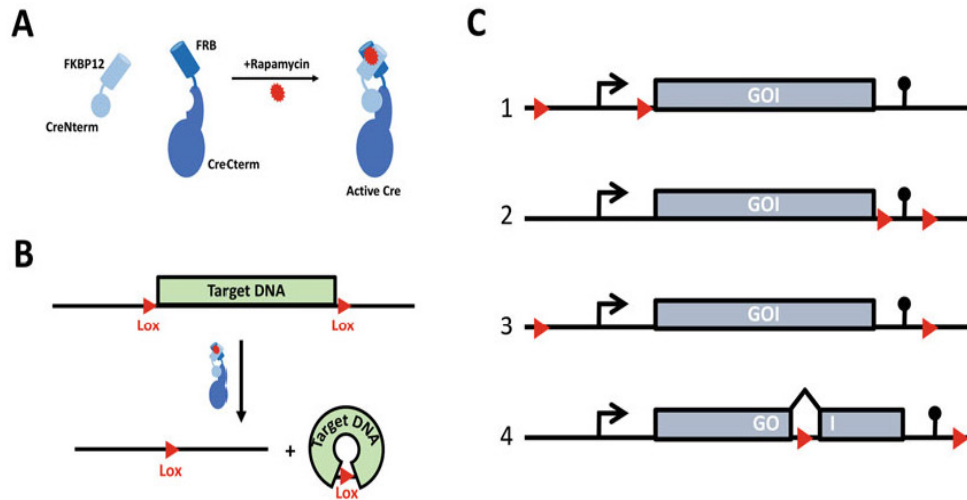 A
FKBP12
FRB
+Rapamycin
CreNterm
CreCterm
Active Cre
B
Target DNA
Lox
Lox
Lox
+
Target DNA
Lox
C
1
GOI
2
GOI
3
GOI
4
GO I